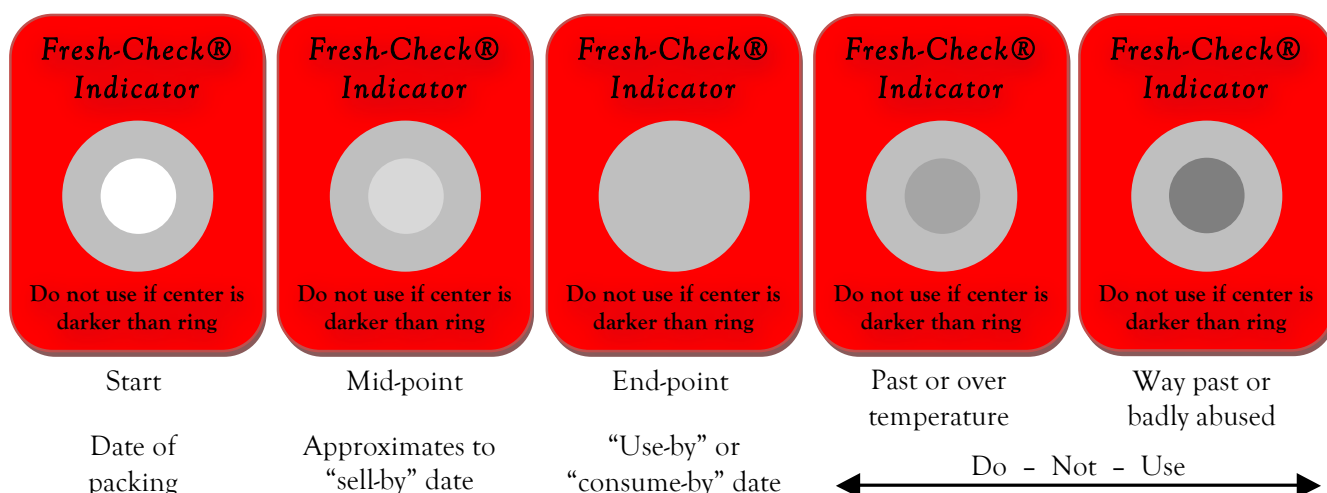 Fresh-Check®
Indicator
Do not use if center is
darker than ring
Start
Date of
packing
Fresh-Check®
Indicator
Do not use if center is
darker than ring
Mid-point
Approximates to
“sell-by” date
Fresh-Check®
Indicator
Do not use if center is
darker than ring
End-point
“Use-by” or
“consume-by” date
Fresh-Check®
Indicator
Do not use if center is
darker than ring
Past or over
temperature
Fresh-Check®
Indicator
Do not use if center is
darker than ring
Way past or
badly abused
Do – Not – Use